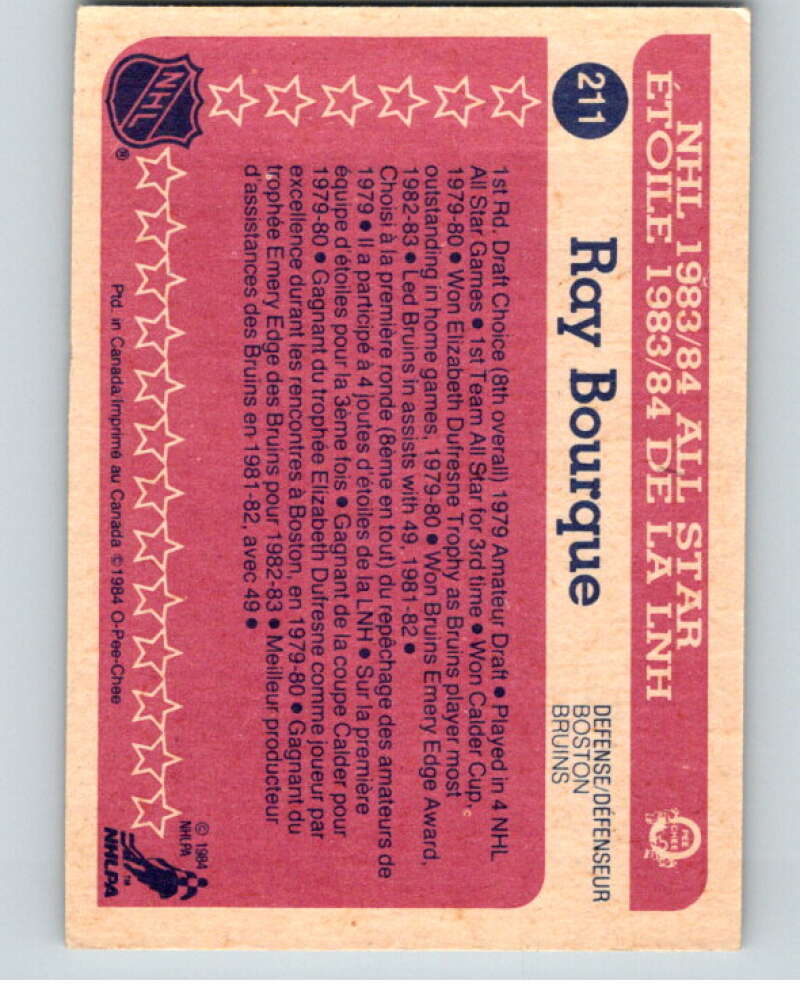 NHL 1983/84 ALL STAR
ÉTOILE 1983/84 DE LA LNH
O PEE CHEE
211
Ray Bourque
DEFENSE/DÉFENSEUR
BOSTON
BRUINS
1st Rd. Draft Choice (8th overall) 1979 Amateur Draft • Played in 4 NHL
All Star Games • 1st Team All Star for 3rd time • Won Calder Cup,
1979-80 • Won Elizabeth Dufresne Trophy as Bruins player most
outstanding in home games, 1979-80 • Won Bruins Emery Edge Award,
1982-83 • Led Bruins in assists with 49, 1981-82 •
Choisi à la première ronde (8ème en tout) du repêchage des amateurs de
1979 • Il a participé à 4 joutes d'étoiles de la LNH • Sur la première
équipe d'étoiles pour la 3ème fois • Gagnant de la coupe Calder pour
1979-80 • Gagnant du trophée Elizabeth Dufresne comme joueur par
excellence durant les rencontres à Boston, en 1979-80 • Gagnant du
trophée Emery Edge des Bruins pour 1982-83 • Meilleur producteur
d'assistances des Bruins en 1981-82, avec 49 •
NHL ®
Ptd. in Canada/Imprimé au Canada © 1984 O-Pee-Chee
© 1984
NHLPA
NHLPA™